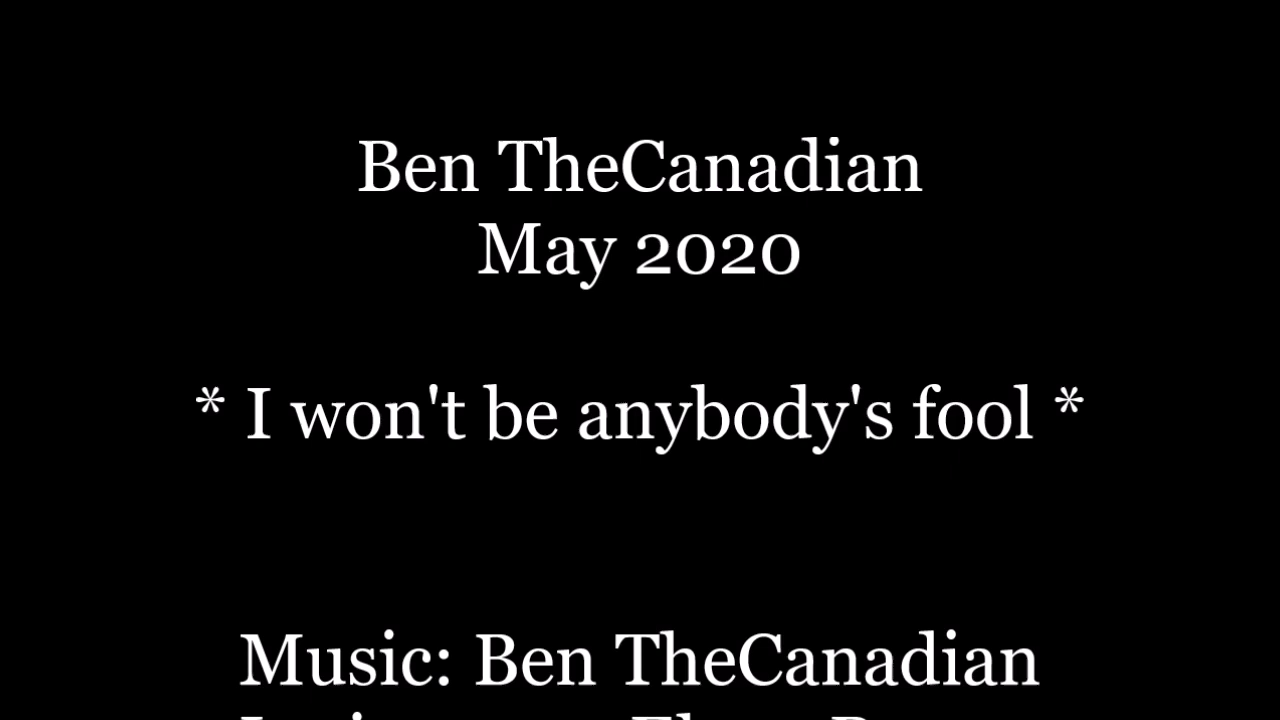 Ben TheCanadian
May 2020
* I won't be anybody's fool *
Music: Ben TheCanadian